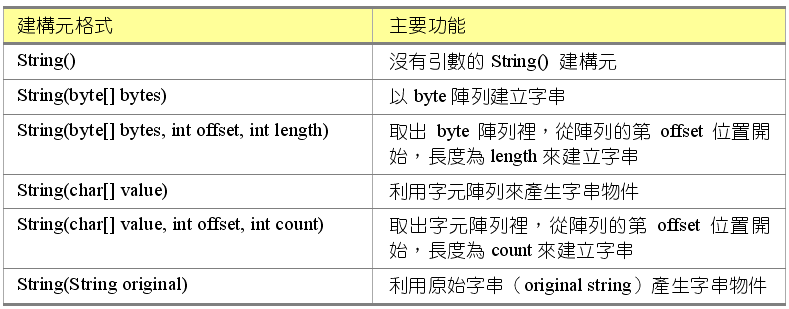 建構元格式 主要功能
String() 沒有引數的 String() 建構元
String(byte[] bytes) 以 byte 陣列建立字串
String(byte[] bytes, int offset, int length) 取出 byte 陣列裡，從陣列的第 offset 位置開
始，長度為 length 來建立字串
String(char[] value) 利用字元陣列來產生字串物件
String(char[] value, int offset, int count) 取出字元陣列裡，從陣列的第 offset 位置開
始，長度為 count 來建立字串
String(String original) 利用原始字串（original string）產生字串物件